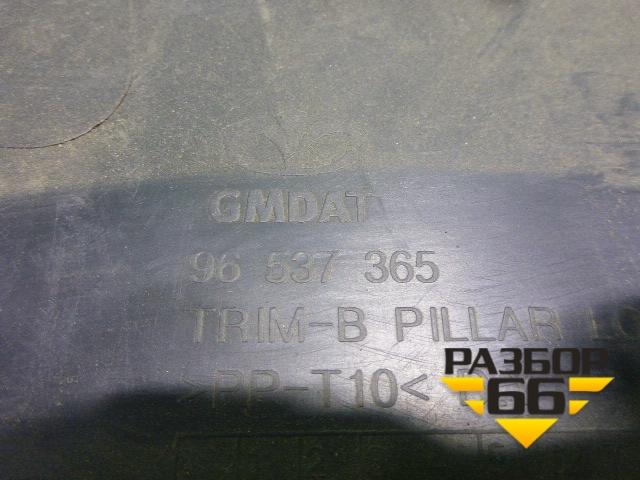 GMDAT
96 537 365
TRIM-B PILLAR
>PP-T10<
РАЗБОР
66